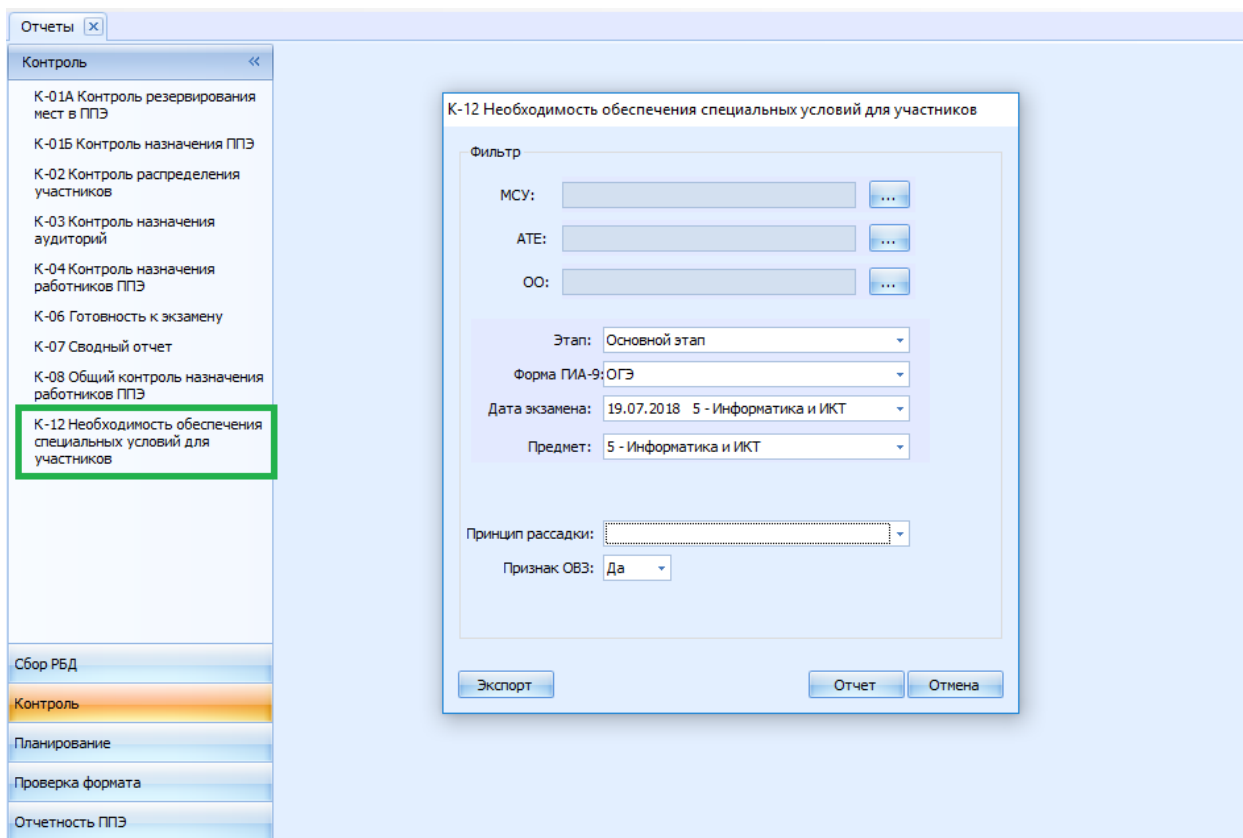 Отчеты
Контроль
К-01А Контроль резервирования
мест в ППЭ
К-01Б Контроль назначения ППЭ
К-02 Контроль распределения
участников
К-03 Контроль назначения
аудиторий
К-04 Контроль назначения
работников ППЭ
К-06 Готовность к экзамену
К-07 Сводный отчет
К-08 Общий контроль назначения
работников ППЭ
К-12 Необходимость обеспечения
специальных условий для
участников
Сбор РБД
Контроль
Планирование
Проверка формата
Отчетность ППЭ
К-12 Необходимость обеспечения специальных условий для участников
Фильтр
МСУ: ...
АТЕ: ...
ОО: ...
Этап: Основной этап
Форма ГИА-9: ОГЭ
Дата экзамена: 19.07.2018 5 - Информатика и ИКТ
Предмет: 5 - Информатика и ИКТ
Принцип рассадки:
Признак ОВЗ: Да
Экспорт Отчет Отмена